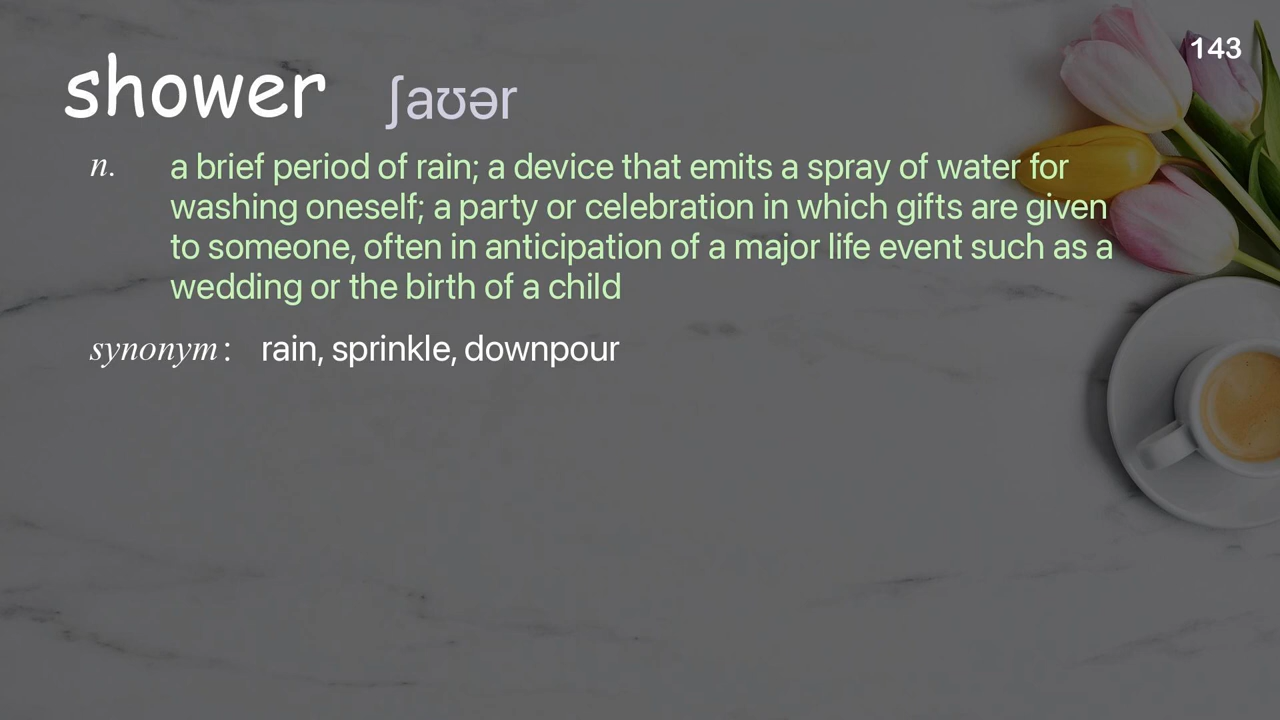 143
shower ʃaʊər
n. a brief period of rain; a device that emits a spray of water for
washing oneself; a party or celebration in which gifts are given
to someone, often in anticipation of a major life event such as a
wedding or the birth of a child
synonym : rain, sprinkle, downpour